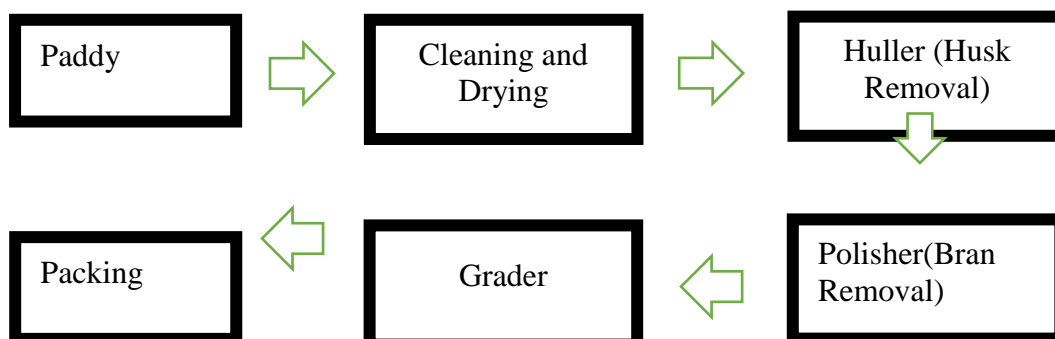 Paddy
Cleaning and
Drying
Huller (Husk
Removal)
Polisher(Bran
Removal)
Grader
Packing